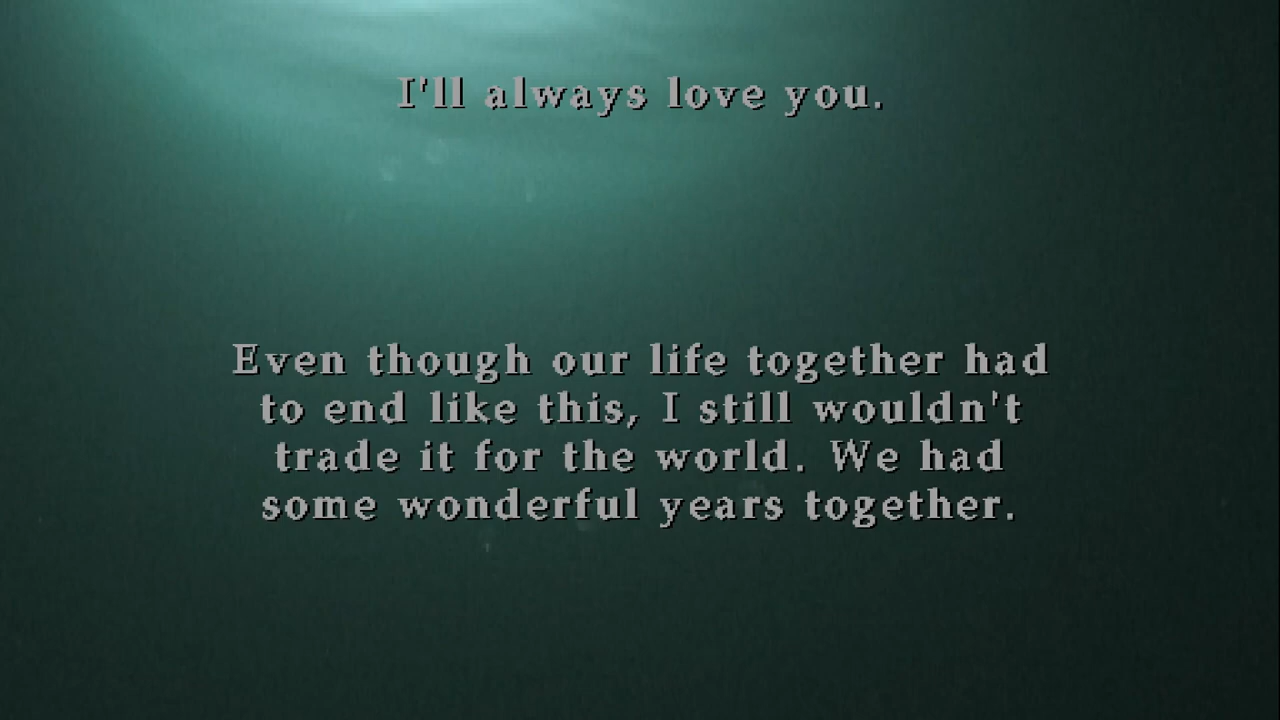 I'll always love you.
Even though our life together had
to end like this, I still wouldn't
trade it for the world. We had
some wonderful years together.